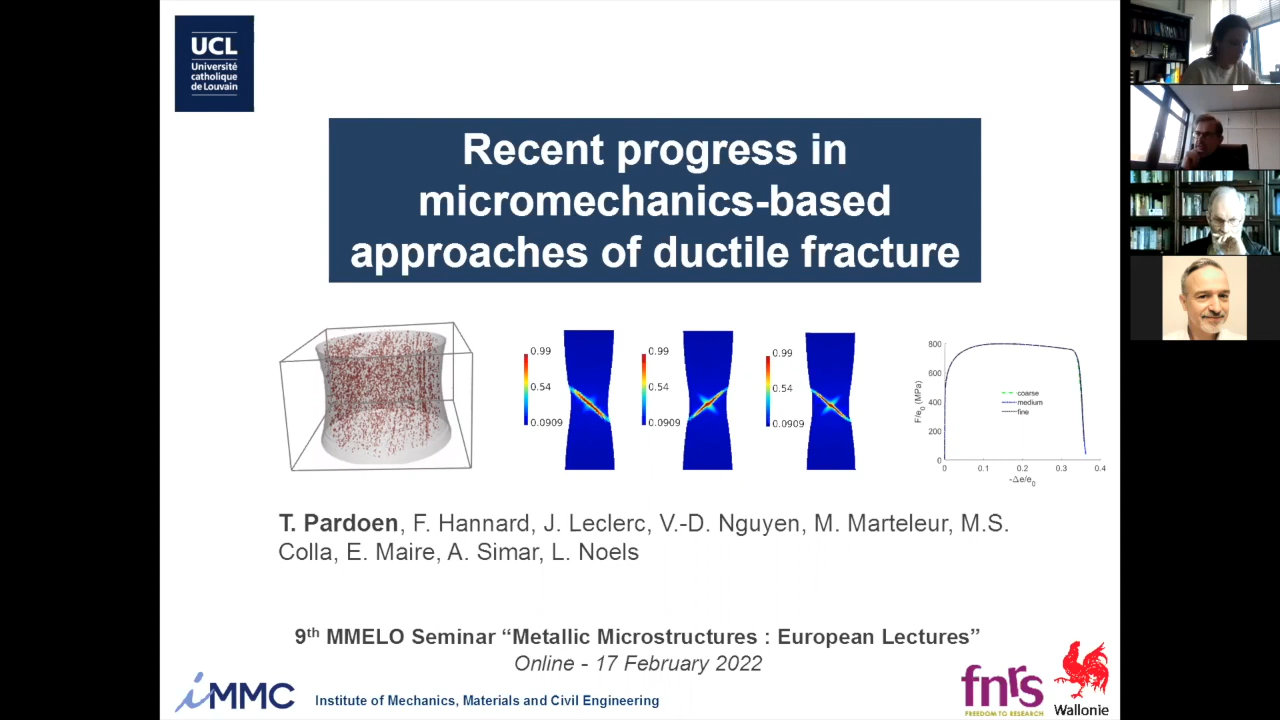 UCL
Université
catholique
de Louvain
Recent progress in
micromechanics-based
approaches of ductile fracture
0.99
0.54
0.0909
0.99
0.54
0.0909
0.99
0.54
0.0909
800
600
400
200
0
F/e0 (MPa)
coarse
medium
fine
0 0.1 0.2 0.3 0.4
-Δe/e0
T. Pardoen, F. Hannard, J. Leclerc, V.-D. Nguyen, M. Marteleur, M.S.
Colla, E. Maire, A. Simar, L. Noels
9th MMELO Seminar “Metallic Microstructures : European Lectures”
Online - 17 February 2022
iMMC
Institute of Mechanics, Materials and Civil Engineering
fnrs
FREEDOM TO RESEARCH
Wallonie